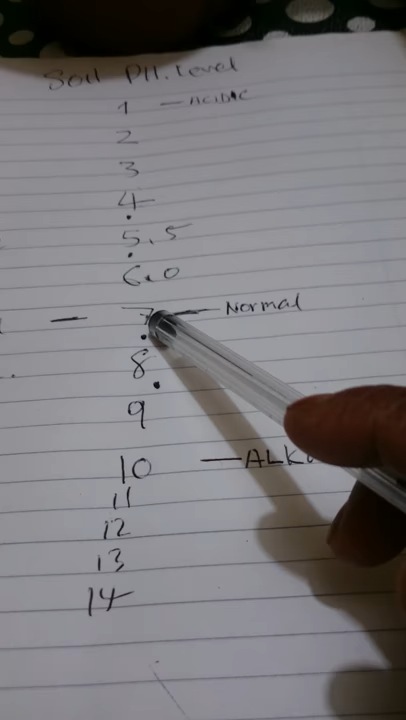 Soil PH. Level
1 — ACIDIC
2
3
4
5.5
6.0
— 7 — Normal
8
9
10 — ALK
11
12
13
14